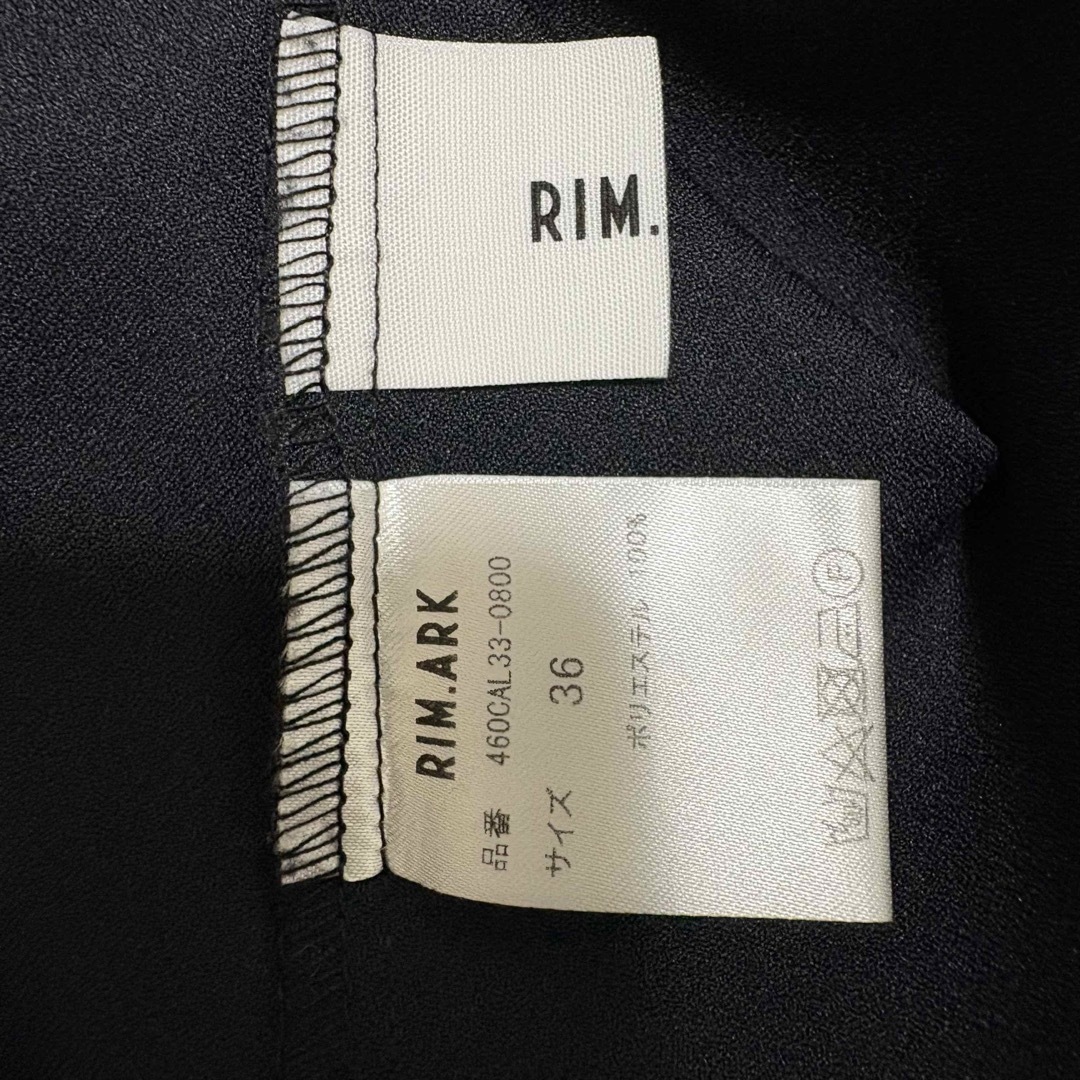 RIM.
RIM.ARK
品番 460CAL33-0800
サイズ 36
ポリエステル 100%
P